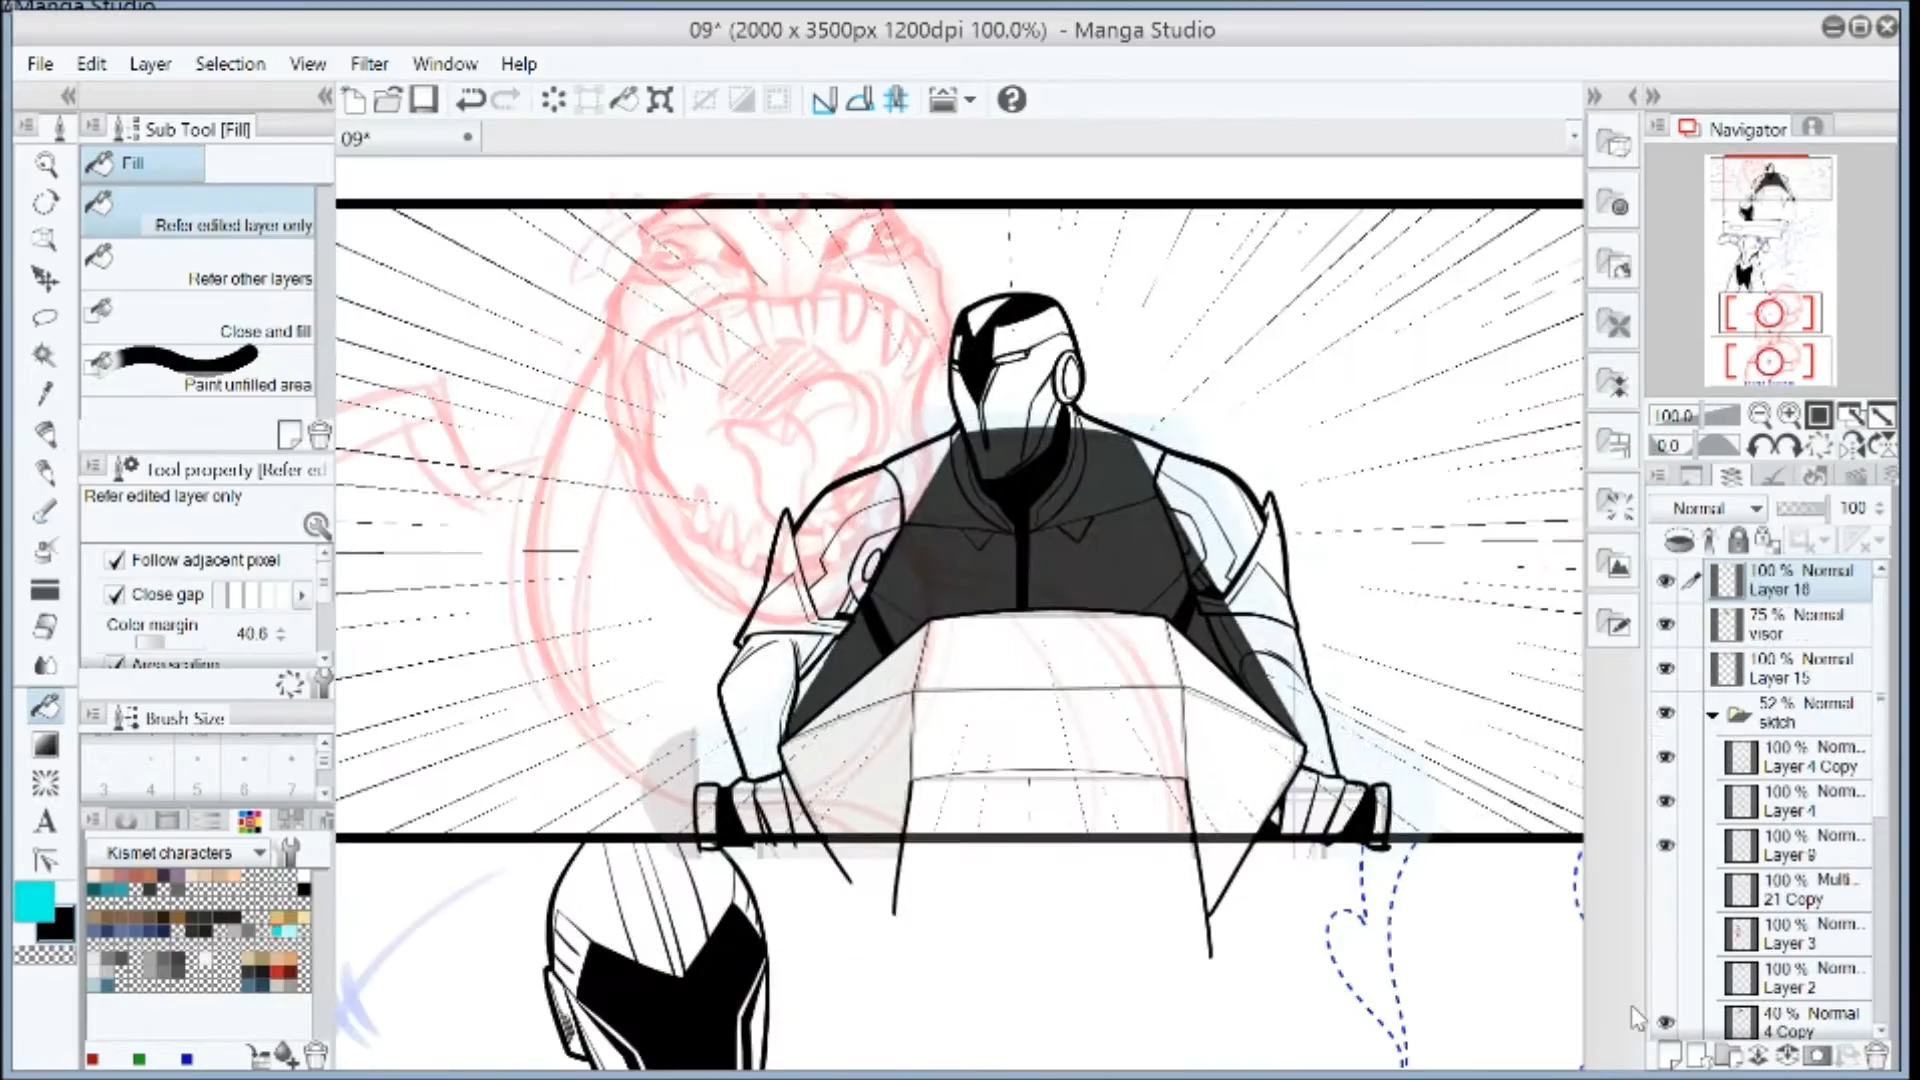 Manga Studio
09* (2000 x 3500px 1200dpi 100.0%) - Manga Studio
File Edit Layer Selection View Filter Window Help
Sub Tool [Fill]
09*
Navigator
Fill
Refer edited layer only
Refer other layers
Close and fill
Paint unfilled area
100.0
0.0
Tool property [Refer ed
Refer edited layer only
Normal 100
Follow adjacent pixel
Close gap
Color margin 40.6
Area scaling
100 % Normal
Layer 16
75 % Normal
visor
100 % Normal
Layer 15
52 % Normal
sktch
Brush Size
3 4 5 6 7
100 % Norm..
Layer 4 Copy
100 % Norm..
Layer 4
100 % Norm..
Layer 9
100 % Multi..
21 Copy
100 % Norm..
Layer 3
100 % Norm..
Layer 2
40 % Normal
4 Copy
Kismet characters